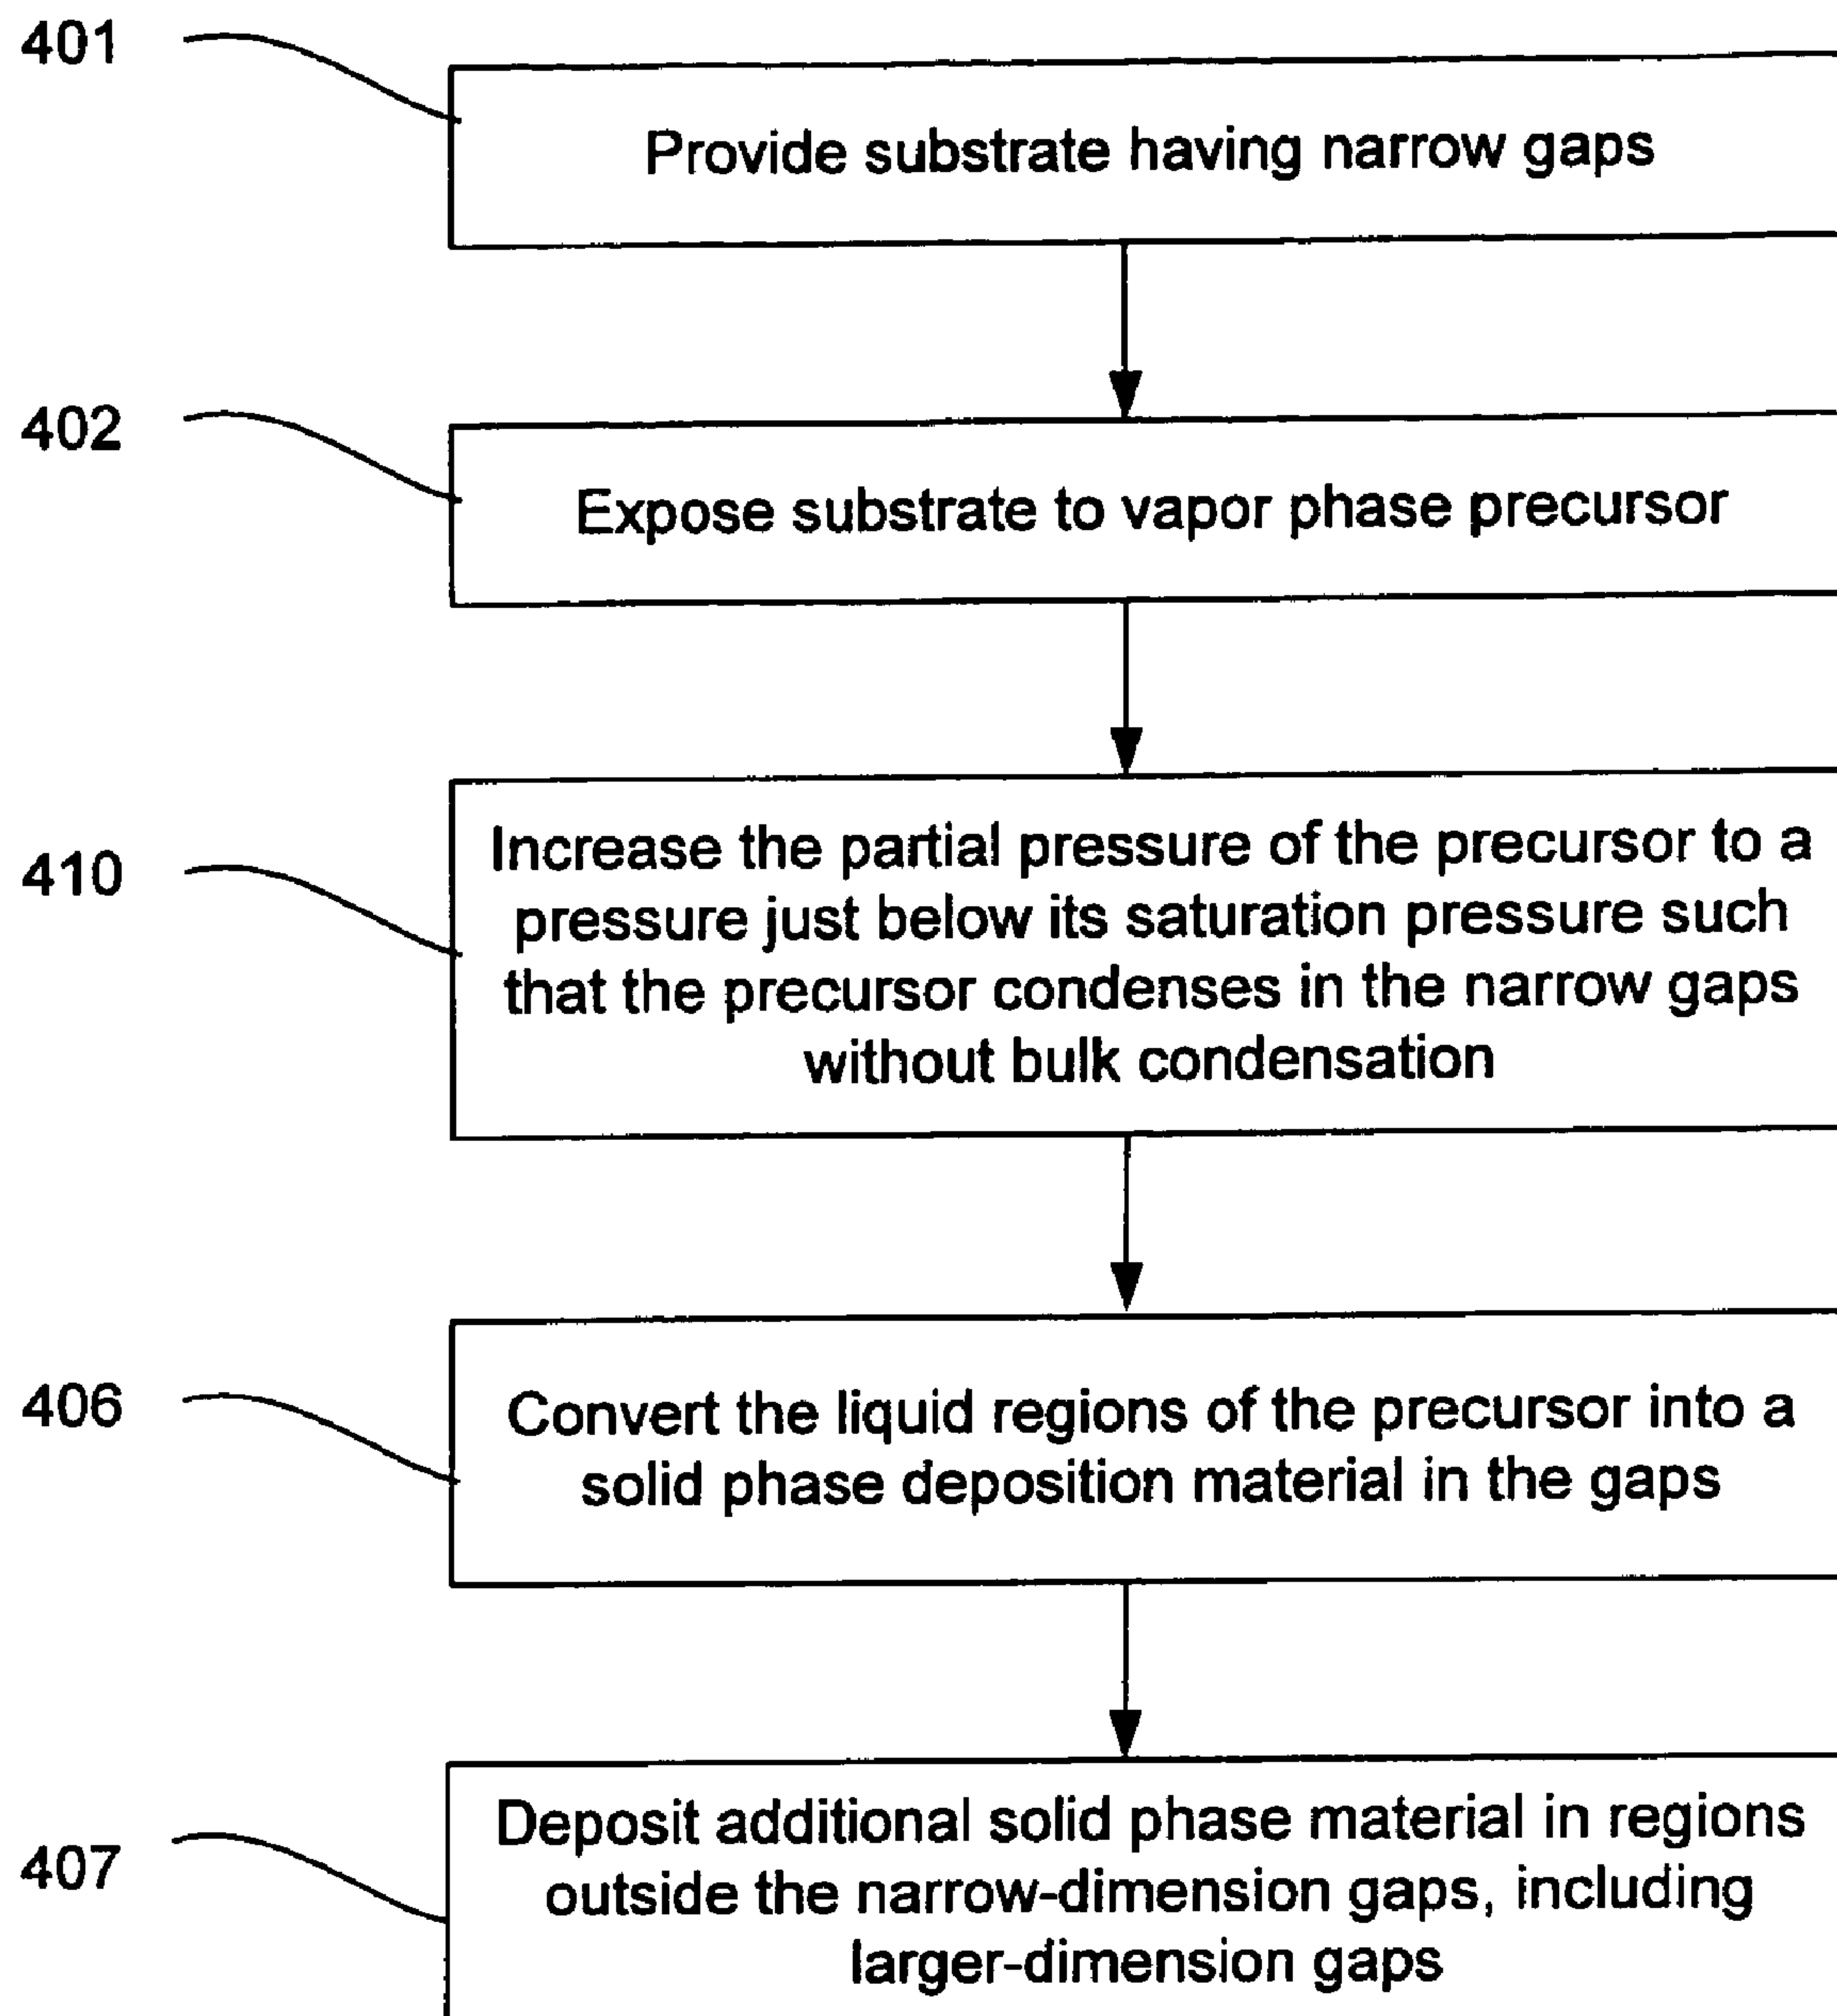 401
Provide substrate having narrow gaps
402
Expose substrate to vapor phase precursor
410
Increase the partial pressure of the precursor to a
pressure just below its saturation pressure such
that the precursor condenses in the narrow gaps
without bulk condensation
406
Convert the liquid regions of the precursor into a
solid phase deposition material in the gaps
407
Deposit additional solid phase material in regions
outside the narrow-dimension gaps, including
larger-dimension gaps